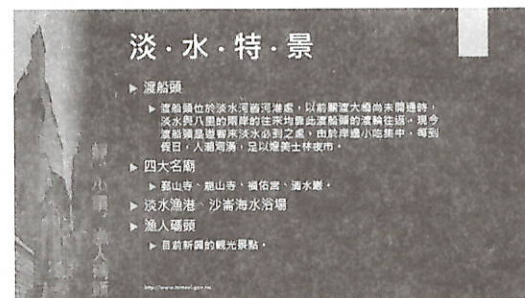 淡·水·特·景
▶ 渡船頭
▶ 渡船頭位於淡水河舊河港處，以前關渡大橋尚未開通時，
淡水與八里的兩岸的往來均靠此渡船頭的渡輪往返。現今
渡船頭是遊客來淡水必到之處，由於岸邊小吃集中，每到
假日，人潮洶湧，足以媲美士林夜市。
▶ 四大名廟
▶ 鄞山寺、龍山寺、福佑宮、清水巖。
▶ 淡水漁港、沙崙海水浴場
▶ 漁人碼頭
▶ 目前新興的觀光景點。